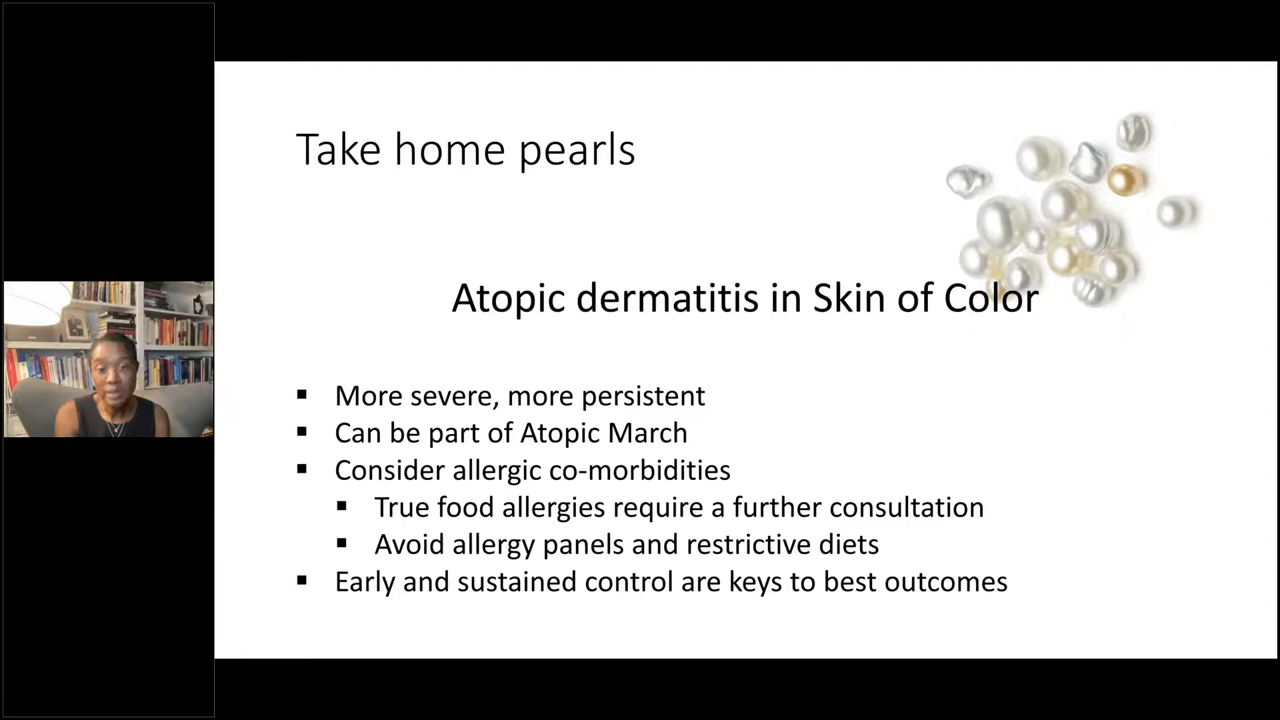 Take home pearls
Atopic dermatitis in Skin of Color
▪ More severe, more persistent
▪ Can be part of Atopic March
▪ Consider allergic co-morbidities
▪ True food allergies require a further consultation
▪ Avoid allergy panels and restrictive diets
▪ Early and sustained control are keys to best outcomes